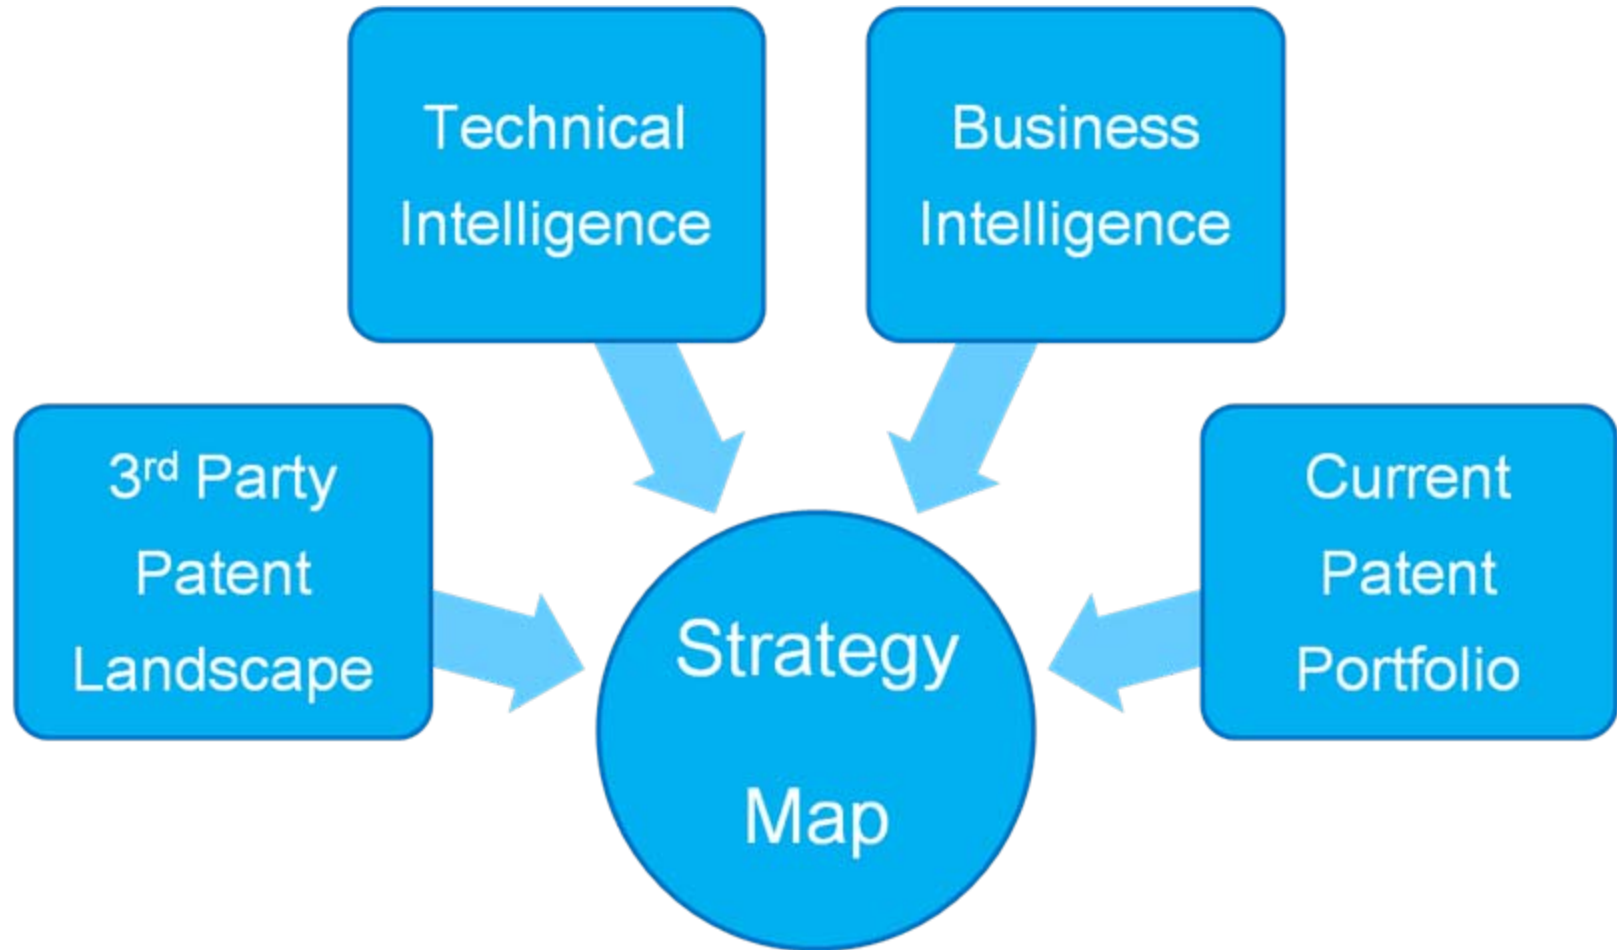 Technical
Intelligence
Business
Intelligence
3rd Party
Patent
Landscape
Current
Patent
Portfolio
Strategy
Map